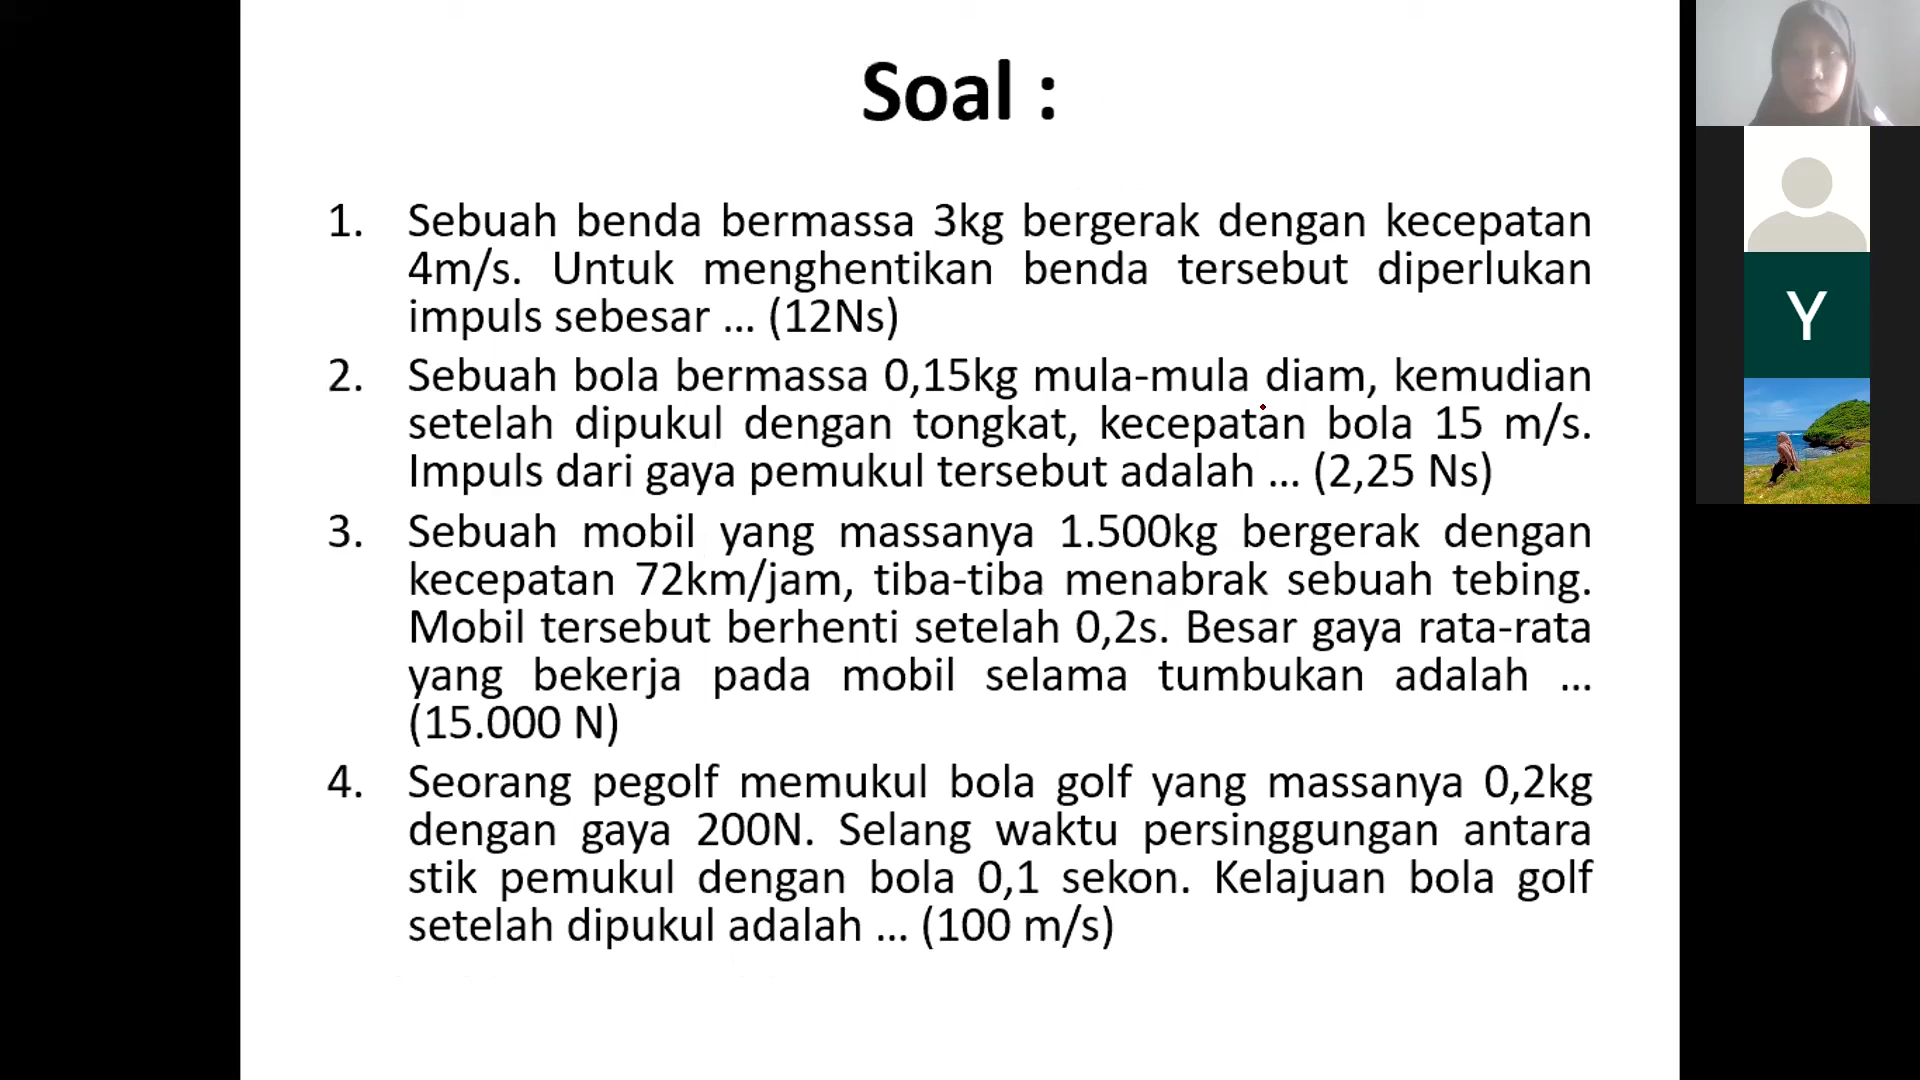 Soal :
1. Sebuah benda bermassa 3kg bergerak dengan kecepatan
4m/s. Untuk menghentikan benda tersebut diperlukan
impuls sebesar ... (12Ns)
2. Sebuah bola bermassa 0,15kg mula-mula diam, kemudian
setelah dipukul dengan tongkat, kecepatan bola 15 m/s.
Impuls dari gaya pemukul tersebut adalah ... (2,25 Ns)
3. Sebuah mobil yang massanya 1.500kg bergerak dengan
kecepatan 72km/jam, tiba-tiba menabrak sebuah tebing.
Mobil tersebut berhenti setelah 0,2s. Besar gaya rata-rata
yang bekerja pada mobil selama tumbukan adalah ...
(15.000 N)
4. Seorang pegolf memukul bola golf yang massanya 0,2kg
dengan gaya 200N. Selang waktu persinggungan antara
stik pemukul dengan bola 0,1 sekon. Kelajuan bola golf
setelah dipukul adalah ... (100 m/s)
Y